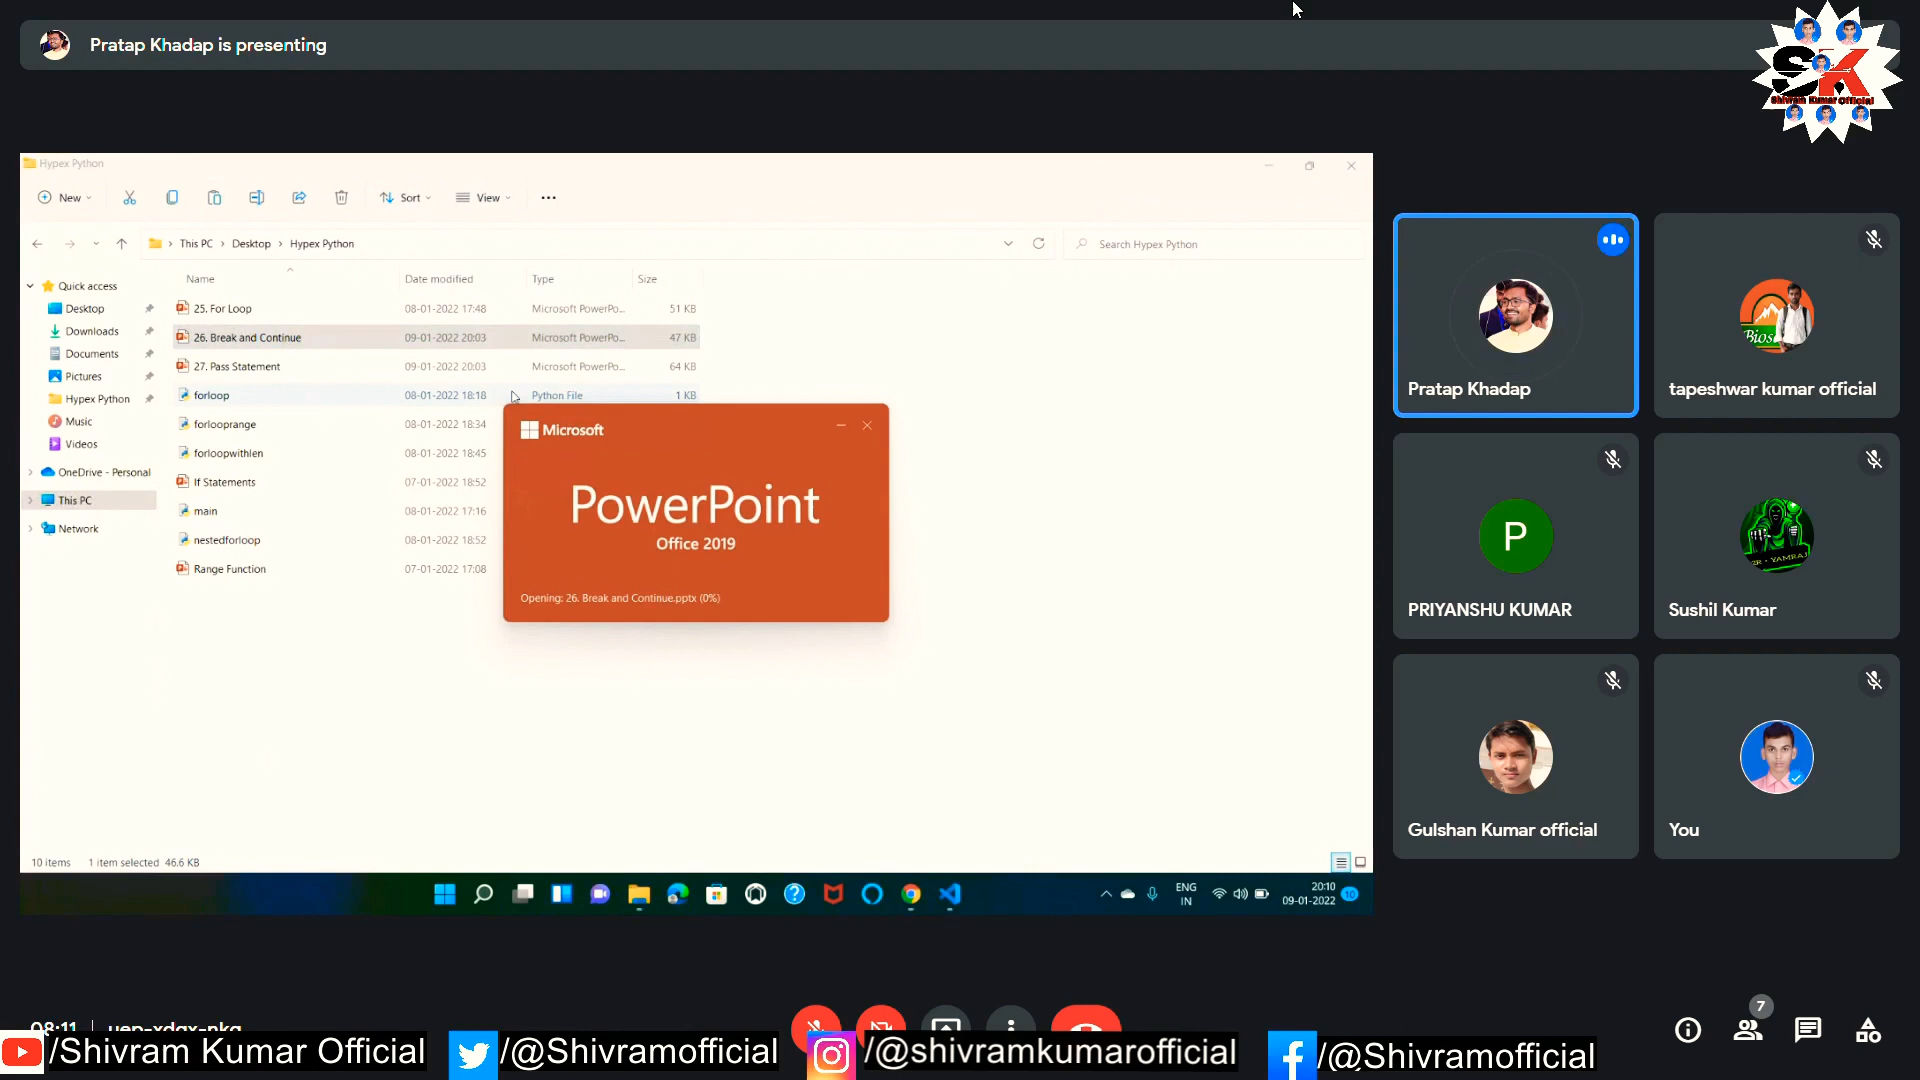 Pratap Khadap is presenting
SK
Shivram Kumar Official
Hypex Python
New
Sort
View
This PC > Desktop > Hypex Python
Search Hypex Python
Name Date modified Type Size
Quick access
Desktop
Downloads
Documents
Pictures
Hypex Python
Music
Videos
OneDrive - Personal
This PC
Network
25. For Loop 08-01-2022 17:48 Microsoft PowerPo... 51 KB
26. Break and Continue 09-01-2022 20:03 Microsoft PowerPo... 47 KB
27. Pass Statement 09-01-2022 20:03 Microsoft PowerPo... 64 KB
forloop 08-01-2022 18:18 Python File 1 KB
forlooprange 08-01-2022 18:34
forloopwithlen 08-01-2022 18:45
If Statements 07-01-2022 18:52
main 08-01-2022 17:16
nestedforloop 08-01-2022 18:52
Range Function 07-01-2022 17:08
Microsoft
PowerPoint
Office 2019
Opening: 26. Break and Continue.pptx (0%)
10 items 1 item selected 46.6 KB
ENG
IN
20:10
09-01-2022
10
Pratap Khadap
tapeshwar kumar official
P
PRIYANSHU KUMAR
Sushil Kumar
Gulshan Kumar official
You
08:11
7
/Shivram Kumar Official
/@Shivramofficial
/@shivramkumarofficial
/@Shivramofficial